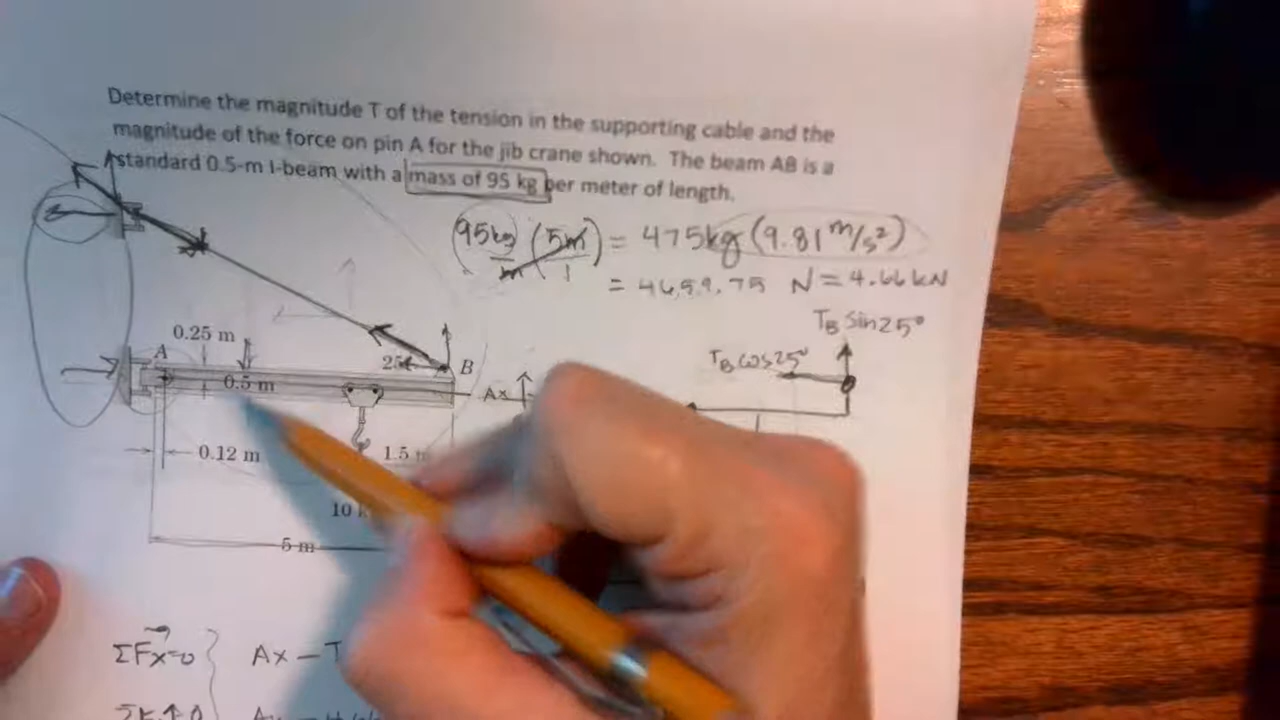 Determine the magnitude T of the tension in the supporting cable and the
magnitude of the force on pin A for the jib crane shown. The beam AB is a
standard 0.5-m I-beam with a mass of 95 kg per meter of length.
95kg/m (5m/1) = 475kg (9.81 m/s²)
= 4659.75 N = 4.66 kN
T_B sin25°
T_B cos25°
0.25 m
A
25
B
0.5 m
Ax
0.12 m
1.5 m
10
5 m
ΣFx=0 Ax – T